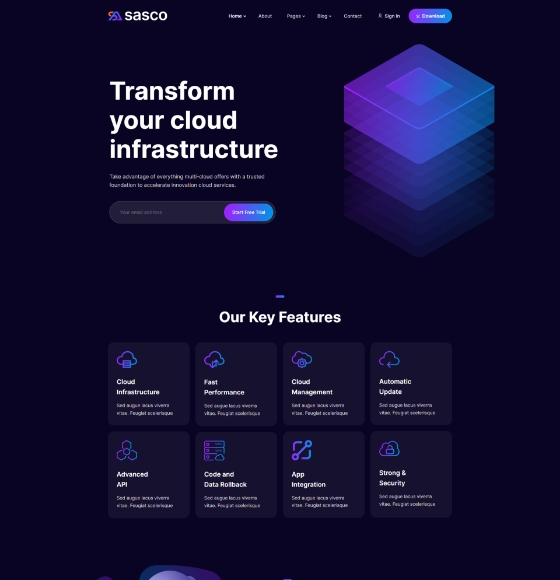 sasco
Home About Pages Blog Contact Sign In Download
Transform
your cloud
infrastructure
Take advantage of everything multi-cloud offers with a trusted
foundation to accelerate innovation cloud services.
Your email address Start Free Trial
Our Key Features
Cloud
Infrastructure
Sed augue lacus viverra
vitae. Feugiat scelerisque
Fast
Performance
Sed augue lacus viverra
vitae. Feugiat scelerisque
Cloud
Management
Sed augue lacus viverra
vitae. Feugiat scelerisque
Automatic
Update
Sed augue lacus viverra
vitae. Feugiat scelerisque
Advanced
API
Sed augue lacus viverra
vitae. Feugiat scelerisque
Code and
Data Rollback
Sed augue lacus viverra
vitae. Feugiat scelerisque
App
Integration
Sed augue lacus viverra
vitae. Feugiat scelerisque
Strong &
Security
Sed augue lacus viverra
vitae. Feugiat scelerisque